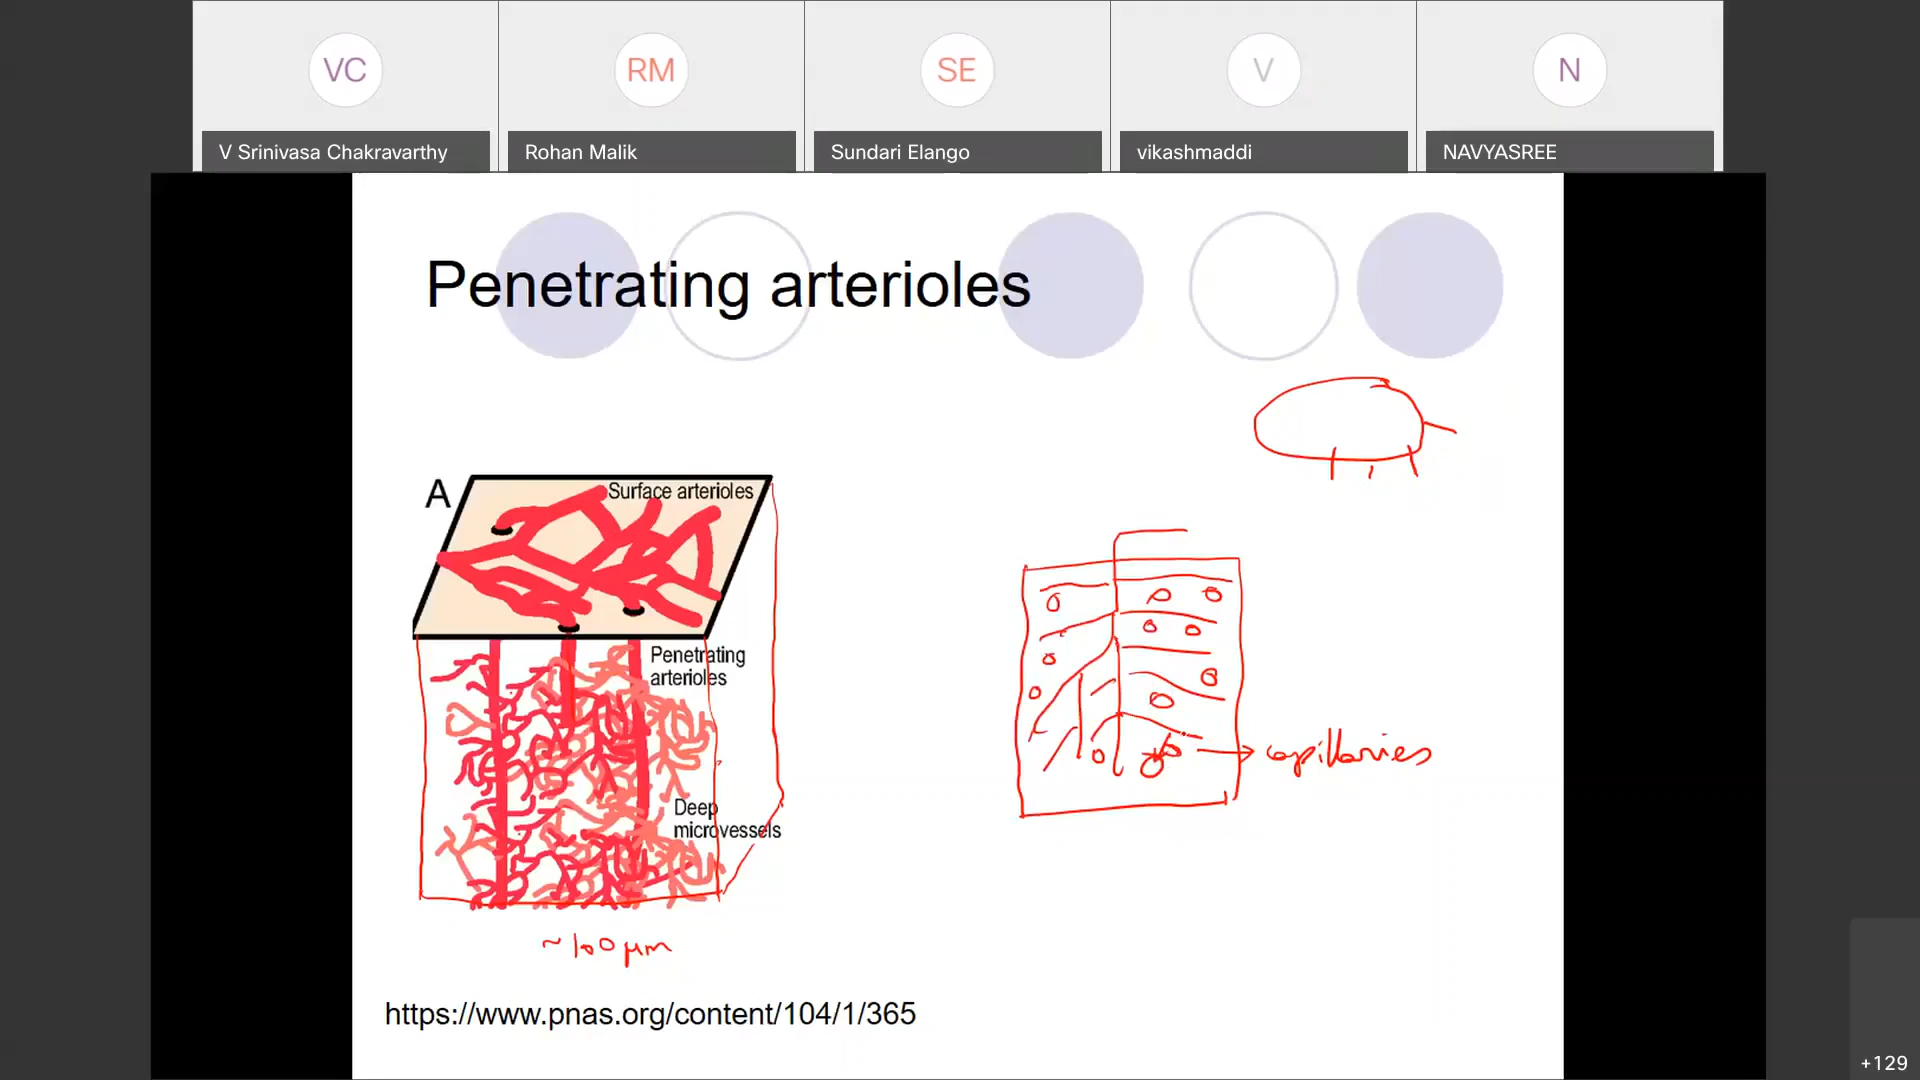 VC
RM
SE
V
N
V Srinivasa Chakravarthy
Rohan Malik
Sundari Elango
vikashmaddi
NAVYASREE
Penetrating arterioles
A
Surface arterioles
Penetrating
arterioles
Deep
microvessels
capillaries
~100 μm
https://www.pnas.org/content/104/1/365
+129